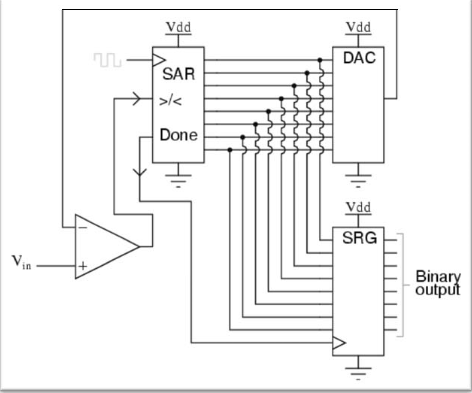 Vdd
SAR
>/<
Done
Vdd
DAC
−
+
Vin
Vdd
SRG
Binary
output